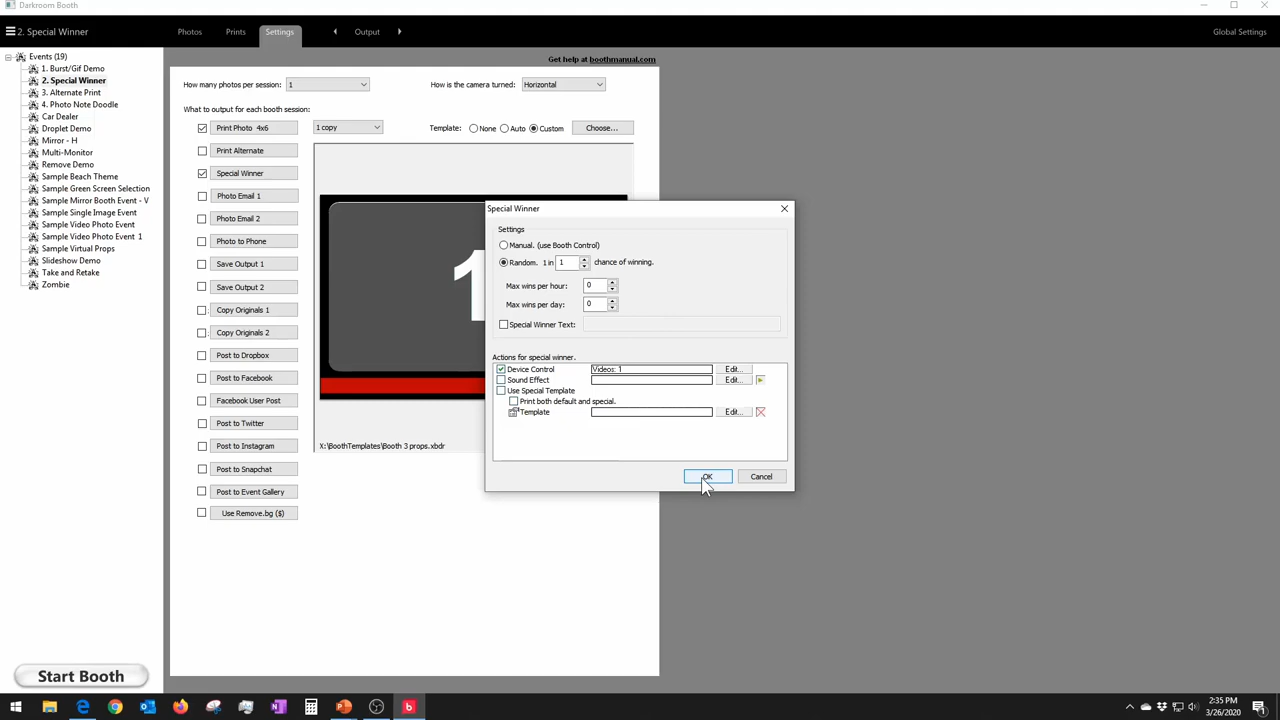 Darkroom Booth
2. Special Winner
Photos
Prints
Settings
Output
Global Settings
Get help at boothmanual.com
Events (19)
1. Burst/Gif Demo
2. Special Winner
3. Alternate Print
4. Photo Note Doodle
Car Dealer
Droplet Demo
Mirror - H
Multi-Monitor
Remove Demo
Sample Beach Theme
Sample Green Screen Selection
Sample Mirror Booth Event - V
Sample Single Image Event
Sample Video Photo Event
Sample Video Photo Event 1
Sample Virtual Props
Slideshow Demo
Take and Retake
Zombie
Start Booth
How many photos per session: 1
How is the camera turned: Horizontal
What to output for each booth session:
Print Photo 4x6
1 copy
Template: None Auto Custom Choose...
Print Alternate
Special Winner
Photo Email 1
Photo Email 2
Photo to Phone
Save Output 1
Save Output 2
Copy Originals 1
Copy Originals 2
Post to Dropbox
Post to Facebook
Facebook User Post
Post to Twitter
Post to Instagram
Post to Snapchat
Post to Event Gallery
Use Remove.bg ($)
1
X:\BoothTemplates\Booth 3 props.xbdr
Special Winner
Settings
Manual. (use Booth Control)
Random. 1 in 1 chance of winning.
Max wins per hour: 0
Max wins per day: 0
Special Winner Text:
Actions for special winner.
Device Control Videos: 1 Edit...
Sound Effect Edit...
Use Special Template
Print both default and special.
Template Edit...
OK
Cancel
2:35 PM
3/26/2020
1